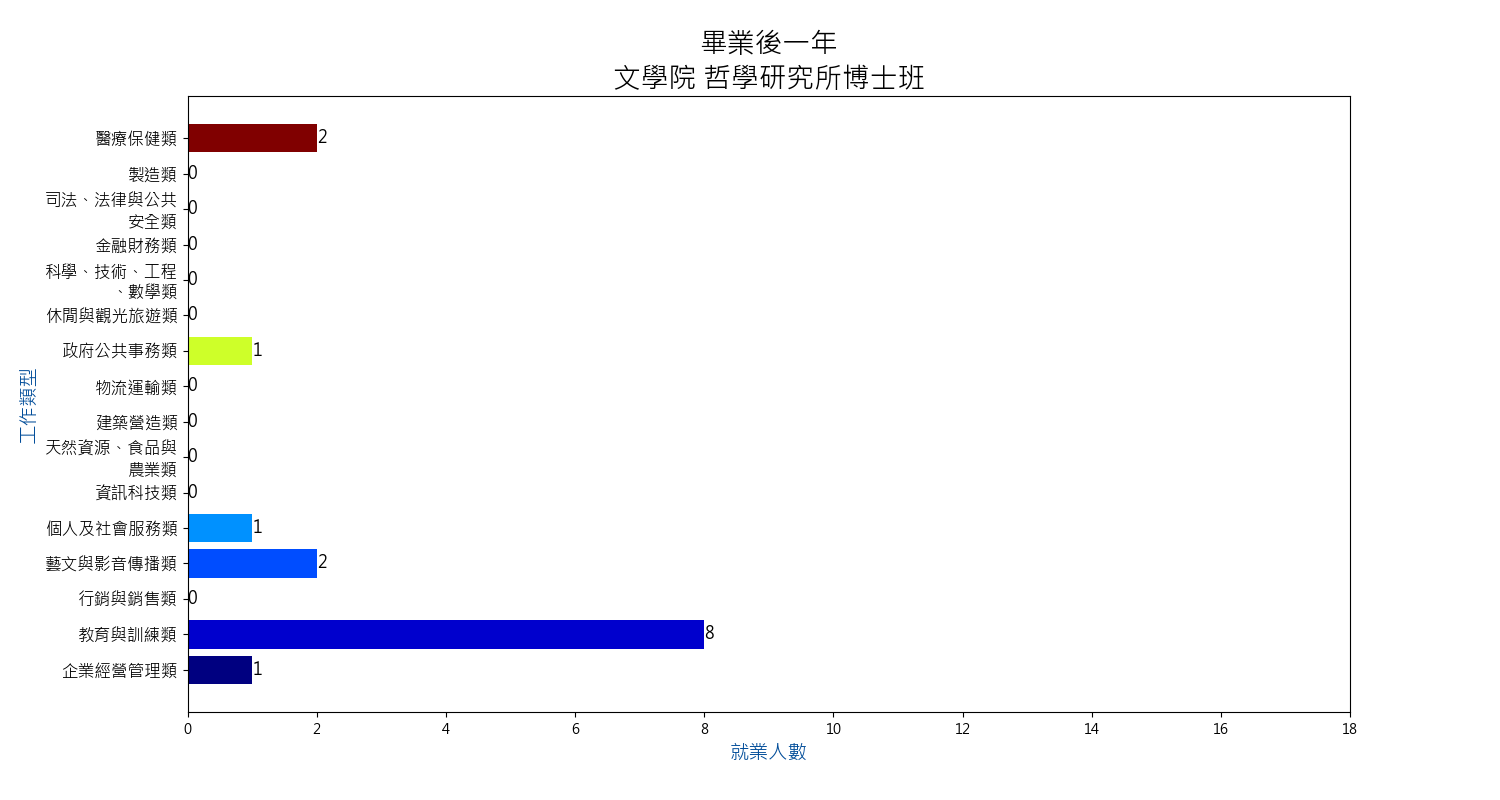 畢業後一年
文學院 哲學研究所博士班
醫療保健類
2
製造類
0
司法、法律與公共
安全類
0
金融財務類
0
科學、技術、工程
、數學類
0
休閒與觀光旅遊類
0
政府公共事務類
1
物流運輸類
0
建築營造類
0
天然資源、食品與
農業類
0
資訊科技類
0
個人及社會服務類
1
藝文與影音傳播類
2
行銷與銷售類
0
教育與訓練類
8
企業經營管理類
1
工作類型
0 2 4 6 8 10 12 14 16 18
就業人數